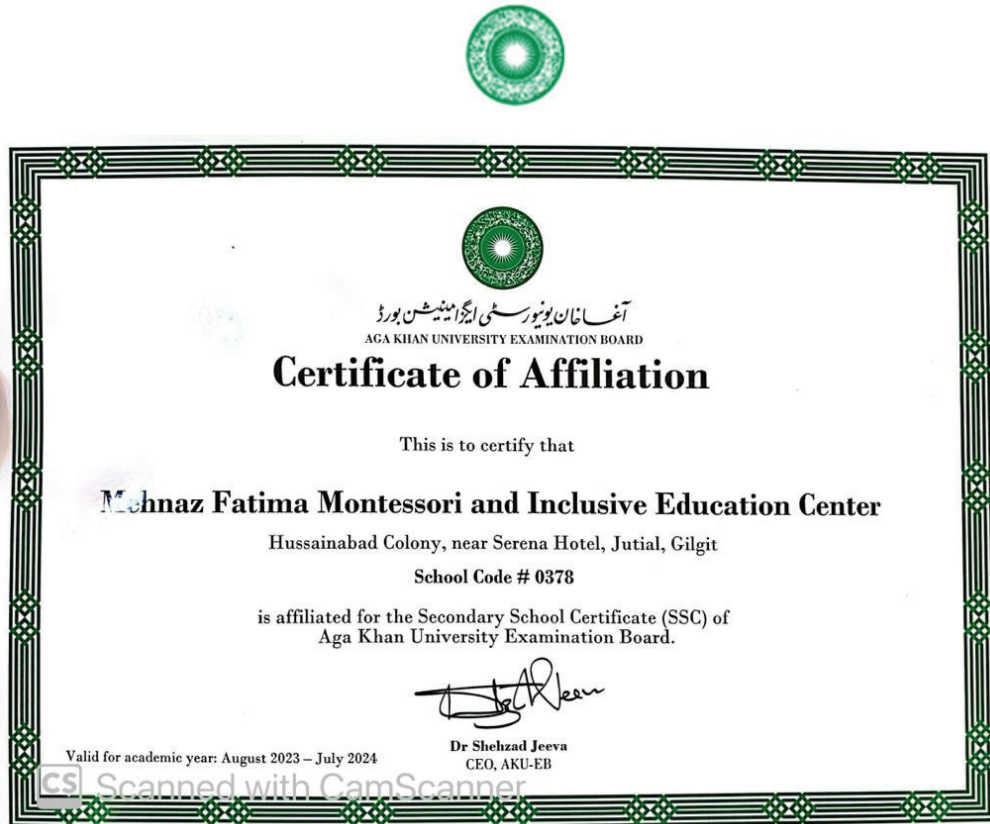 آغا خان یونیورسٹی ایگزامینیشن بورڈ
AGA KHAN UNIVERSITY EXAMINATION BOARD
Certificate of Affiliation
This is to certify that
Mehnaz Fatima Montessori and Inclusive Education Center
Hussainabad Colony, near Serena Hotel, Jutial, Gilgit
School Code # 0378
is affiliated for the Secondary School Certificate (SSC) of
Aga Khan University Examination Board.
Dr Shehzad Jeeva
CEO, AKU-EB
Valid for academic year: August 2023 – July 2024
CS Scanned with CamScanner